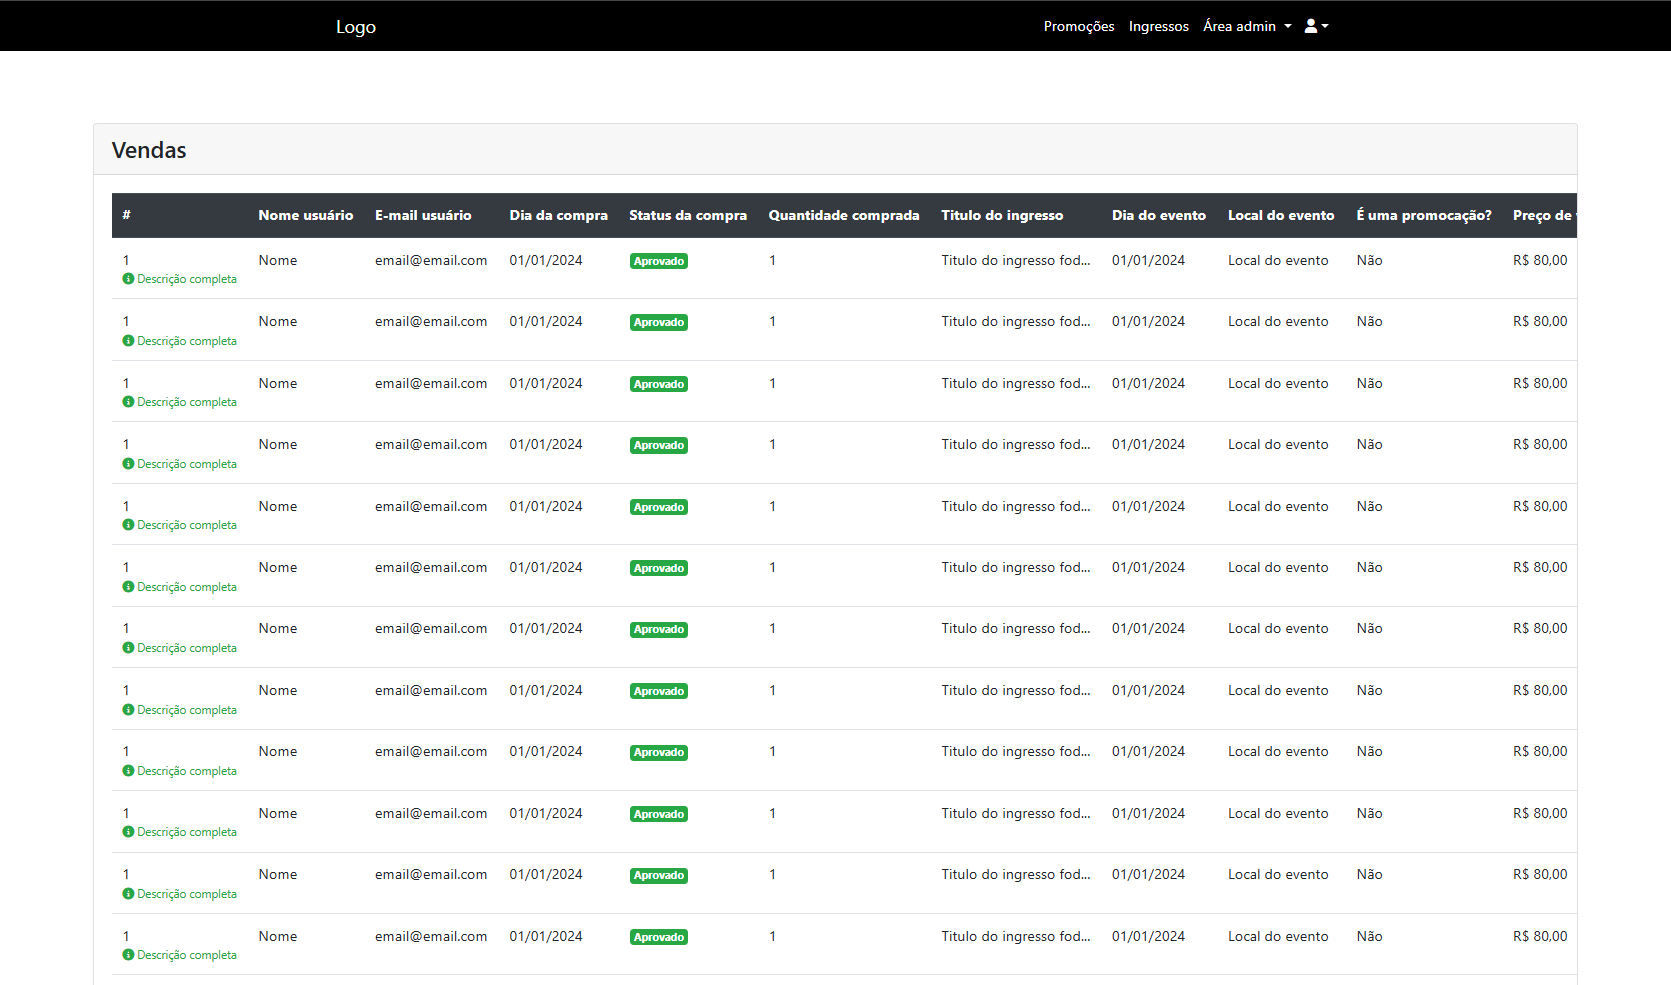 Logo Promoções Ingressos Área admin
Vendas
# Nome usuário E-mail usuário Dia da compra Status da compra Quantidade comprada Titulo do ingresso Dia do evento Local do evento É uma promocação? Preço de
1 Nome email@email.com 01/01/2024 Aprovado 1 Titulo do ingresso fod... 01/01/2024 Local do evento Não R$ 80,00
Descrição completa
1 Nome email@email.com 01/01/2024 Aprovado 1 Titulo do ingresso fod... 01/01/2024 Local do evento Não R$ 80,00
Descrição completa
1 Nome email@email.com 01/01/2024 Aprovado 1 Titulo do ingresso fod... 01/01/2024 Local do evento Não R$ 80,00
Descrição completa
1 Nome email@email.com 01/01/2024 Aprovado 1 Titulo do ingresso fod... 01/01/2024 Local do evento Não R$ 80,00
Descrição completa
1 Nome email@email.com 01/01/2024 Aprovado 1 Titulo do ingresso fod... 01/01/2024 Local do evento Não R$ 80,00
Descrição completa
1 Nome email@email.com 01/01/2024 Aprovado 1 Titulo do ingresso fod... 01/01/2024 Local do evento Não R$ 80,00
Descrição completa
1 Nome email@email.com 01/01/2024 Aprovado 1 Titulo do ingresso fod... 01/01/2024 Local do evento Não R$ 80,00
Descrição completa
1 Nome email@email.com 01/01/2024 Aprovado 1 Titulo do ingresso fod... 01/01/2024 Local do evento Não R$ 80,00
Descrição completa
1 Nome email@email.com 01/01/2024 Aprovado 1 Titulo do ingresso fod... 01/01/2024 Local do evento Não R$ 80,00
Descrição completa
1 Nome email@email.com 01/01/2024 Aprovado 1 Titulo do ingresso fod... 01/01/2024 Local do evento Não R$ 80,00
Descrição completa
1 Nome email@email.com 01/01/2024 Aprovado 1 Titulo do ingresso fod... 01/01/2024 Local do evento Não R$ 80,00
Descrição completa
1 Nome email@email.com 01/01/2024 Aprovado 1 Titulo do ingresso fod... 01/01/2024 Local do evento Não R$ 80,00
Descrição completa